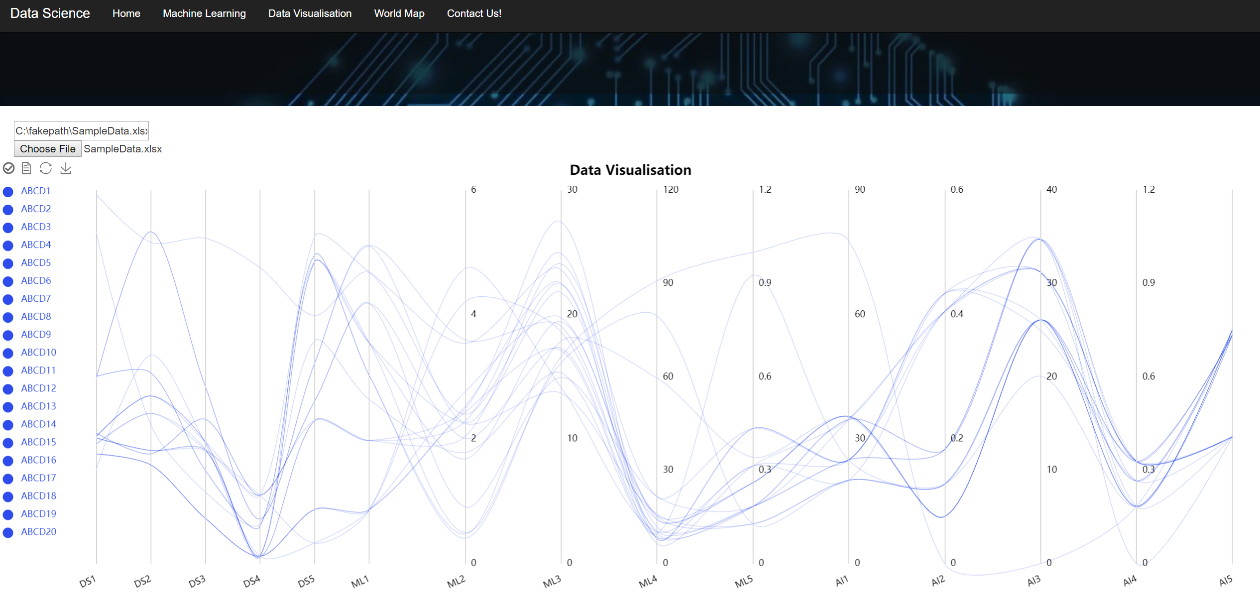 Data Science Home Machine Learning Data Visualisation World Map Contact Us!
C:\fakepath\SampleData.xlsx
Choose File SampleData.xlsx
Data Visualisation
ABCD1
ABCD2
ABCD3
ABCD4
ABCD5
ABCD6
ABCD7
ABCD8
ABCD9
ABCD10
ABCD11
ABCD12
ABCD13
ABCD14
ABCD15
ABCD16
ABCD17
ABCD18
ABCD19
ABCD20
6 30 120 1.2 90 0.6 40 1.2
90 0.9 30 0.9
4 20 60 0.4
60 0.6 20 0.6
2 10 30 0.2
30 0.3 10 0.3
0 0 0 0 0 0 0 0
DS1 DS2 DS3 DS4 DS5 ML1 ML2 ML3 ML4 ML5 AI1 AI2 AI3 AI4 AI5